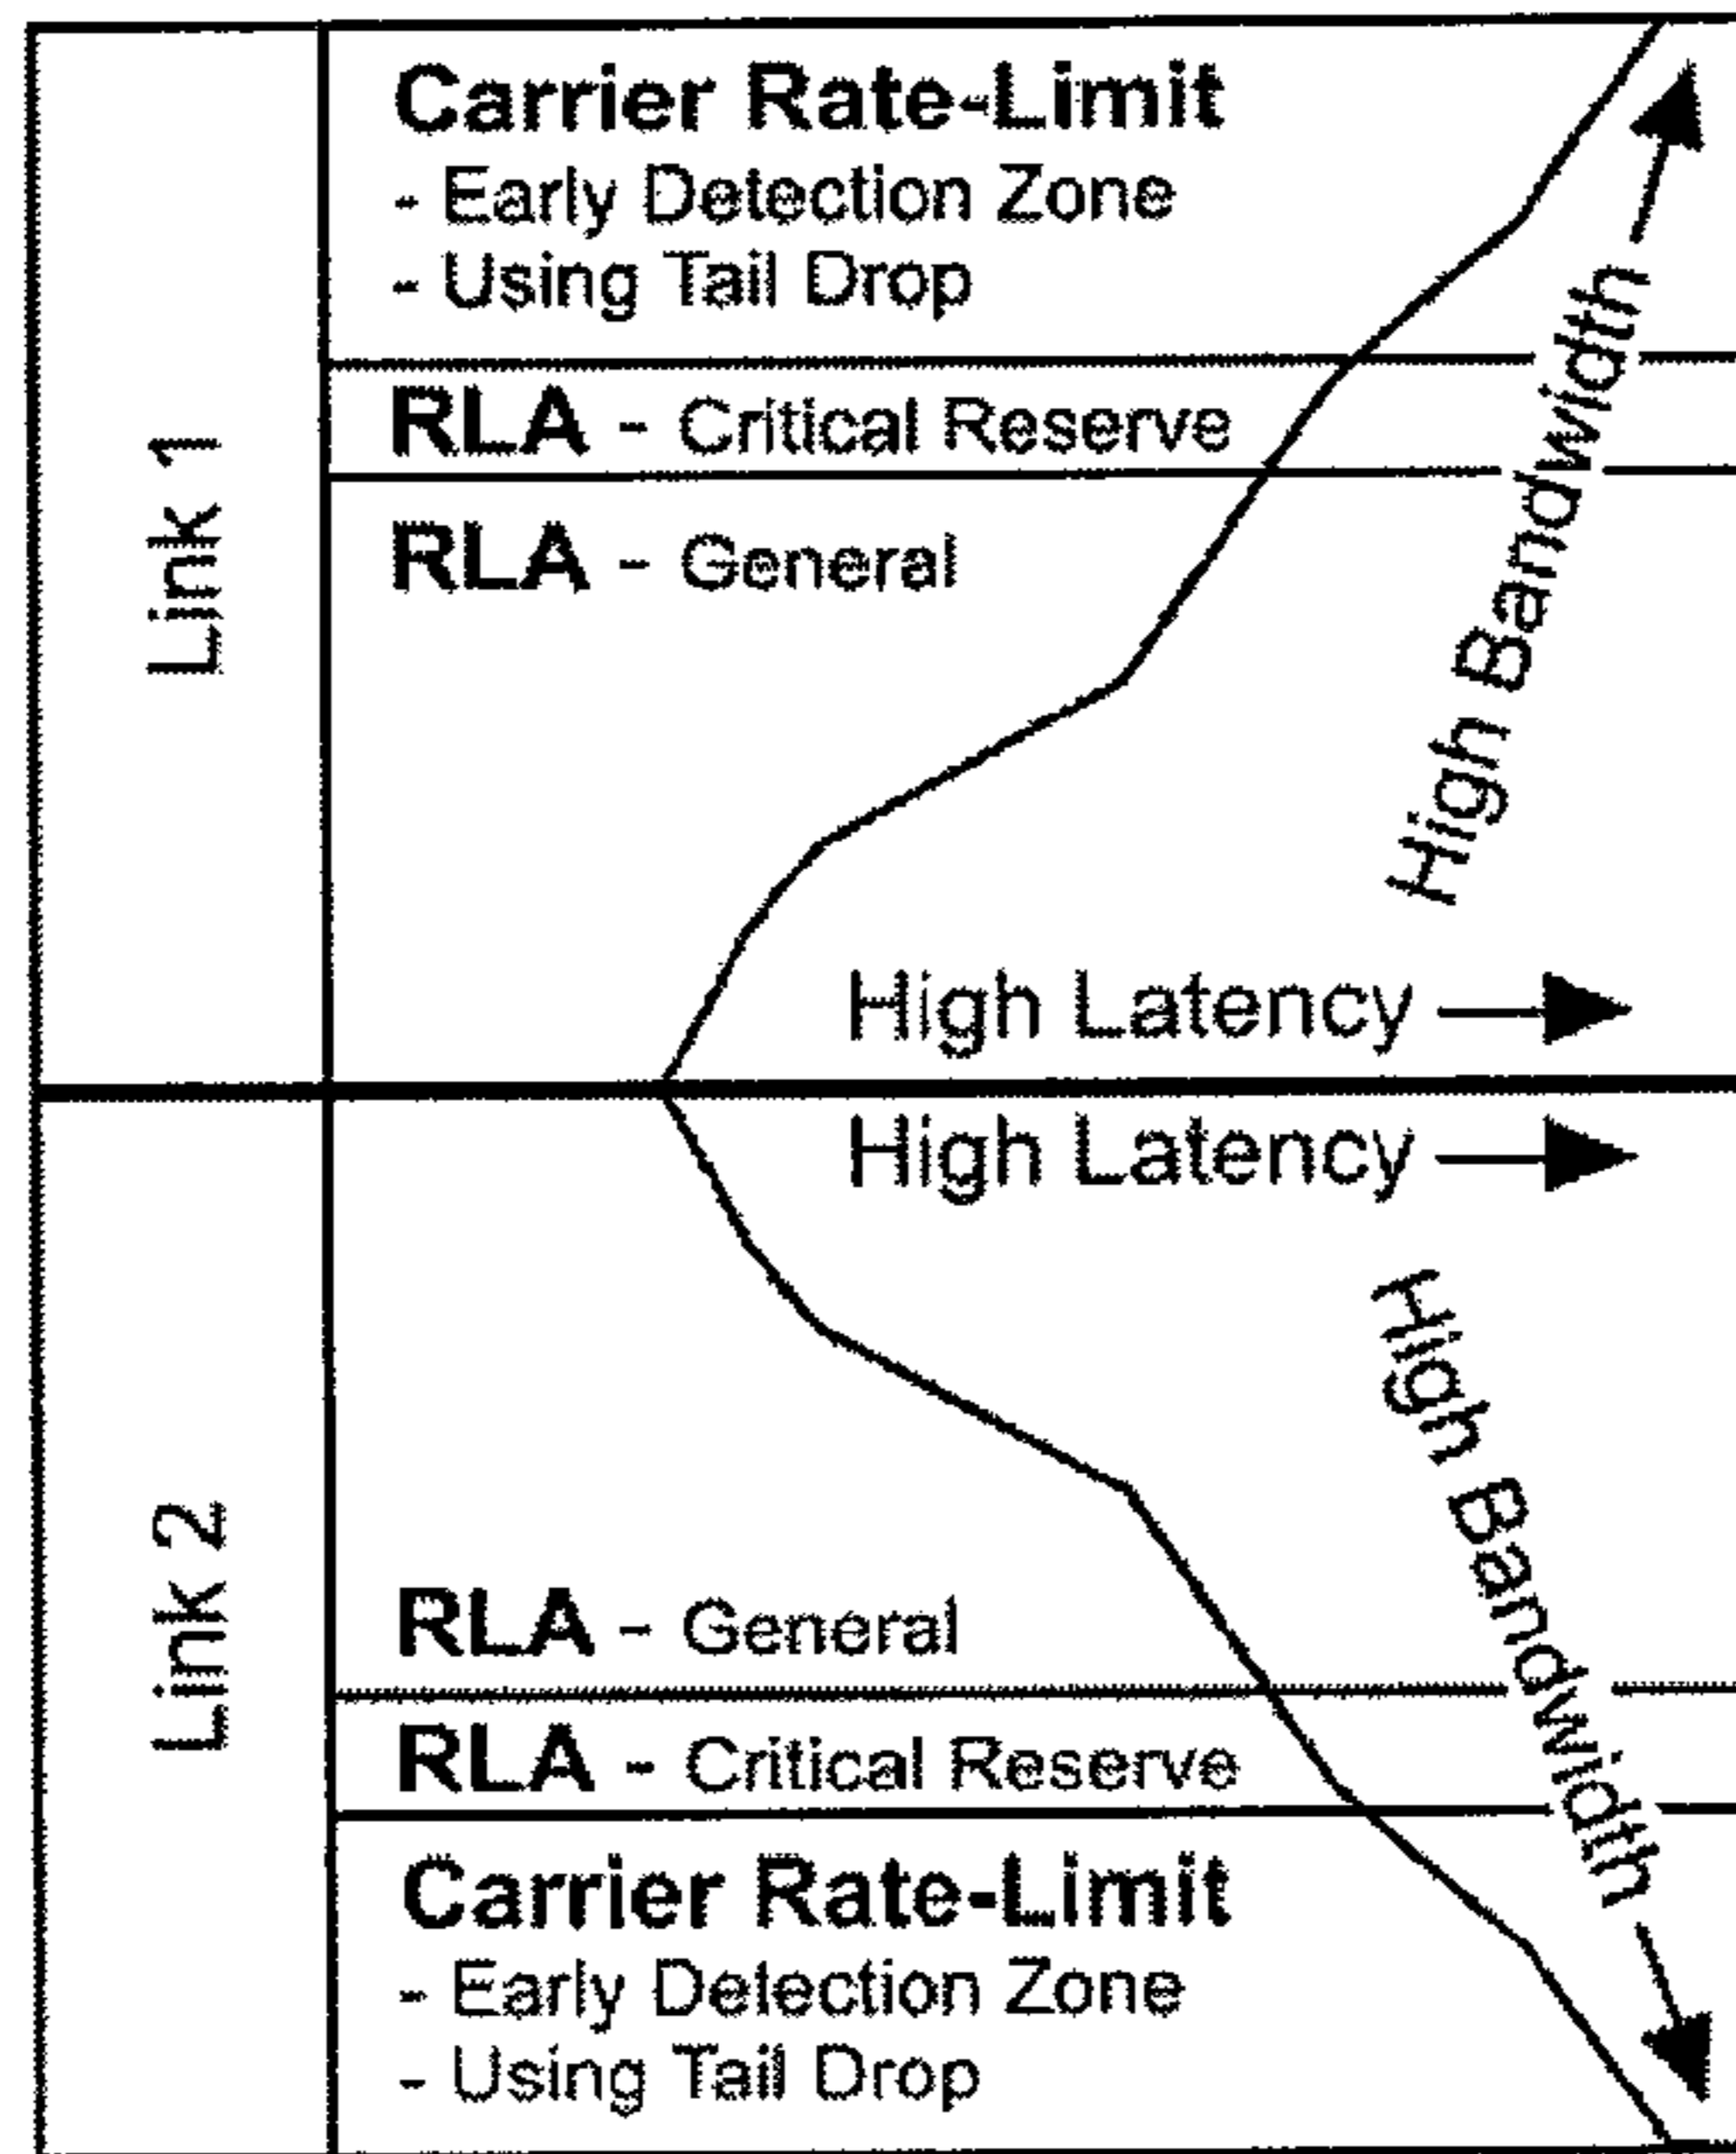 Link 1
Carrier Rate-Limit
- Early Detection Zone
- Using Tail Drop
RLA - Critical Reserve
RLA - General
High Bandwidth
High Latency
Link 2
High Latency
High Bandwidth
RLA - General
RLA - Critical Reserve
Carrier Rate-Limit
- Early Detection Zone
- Using Tail Drop